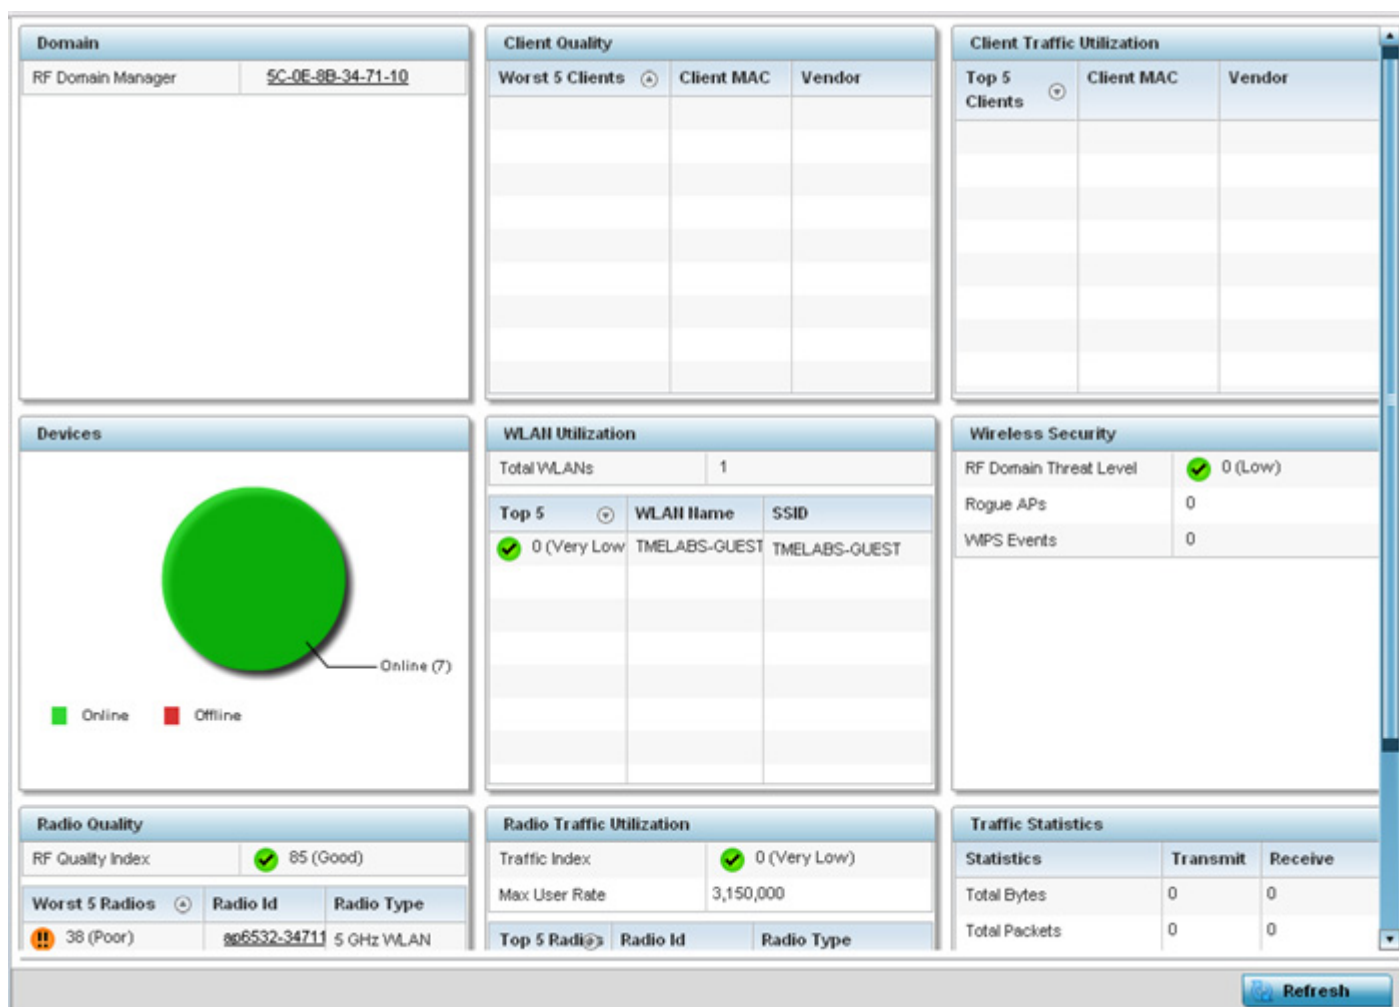 Domain
RF Domain Manager 5C-0E-8B-34-71-10
Client Quality
Worst 5 Clients Client MAC Vendor
Client Traffic Utilization
Top 5 Clients Client MAC Vendor
Devices
Online (7)
Online Offline
WLAN Utilization
Total WLANs 1
Top 5 WLAN Name SSID
0 (Very Low TMELABS-GUEST TMELABS-GUEST
Wireless Security
RF Domain Threat Level 0 (Low)
Rogue APs 0
WIPS Events 0
Radio Quality
RF Quality Index 85 (Good)
Worst 5 Radios Radio Id Radio Type
38 (Poor) ap6532-34711 5 GHz WLAN
Radio Traffic Utilization
Traffic Index 0 (Very Low)
Max User Rate 3,150,000
Top 5 Radios Radio Id Radio Type
Traffic Statistics
Statistics Transmit Receive
Total Bytes 0 0
Total Packets 0 0
Refresh